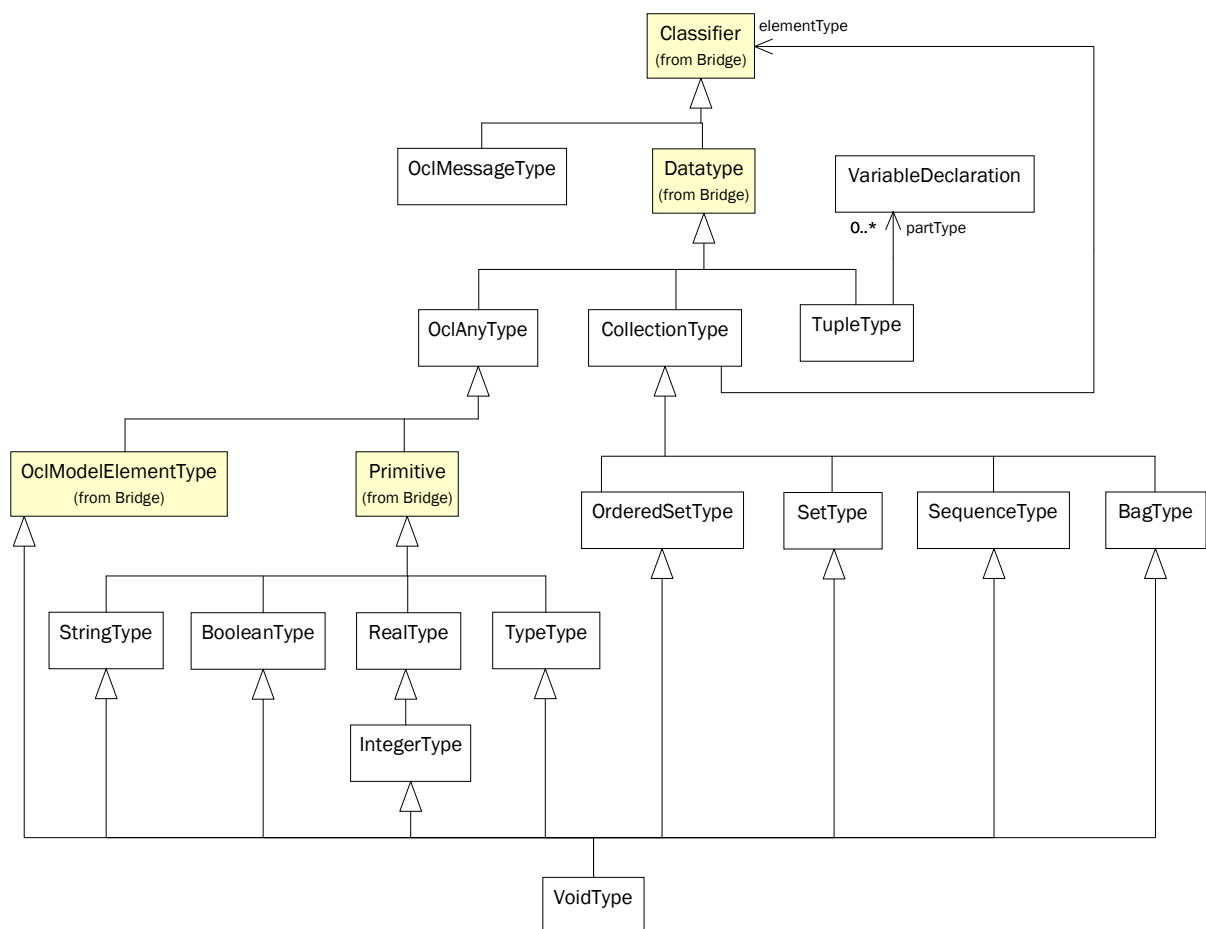 Classifier
(from Bridge)
elementType
OclMessageType
Datatype
(from Bridge)
VariableDeclaration
0..*
partType
OclAnyType
CollectionType
TupleType
OclModelElementType
(from Bridge)
Primitive
(from Bridge)
OrderedSetType
SetType
SequenceType
BagType
StringType
BooleanType
RealType
TypeType
IntegerType
VoidType